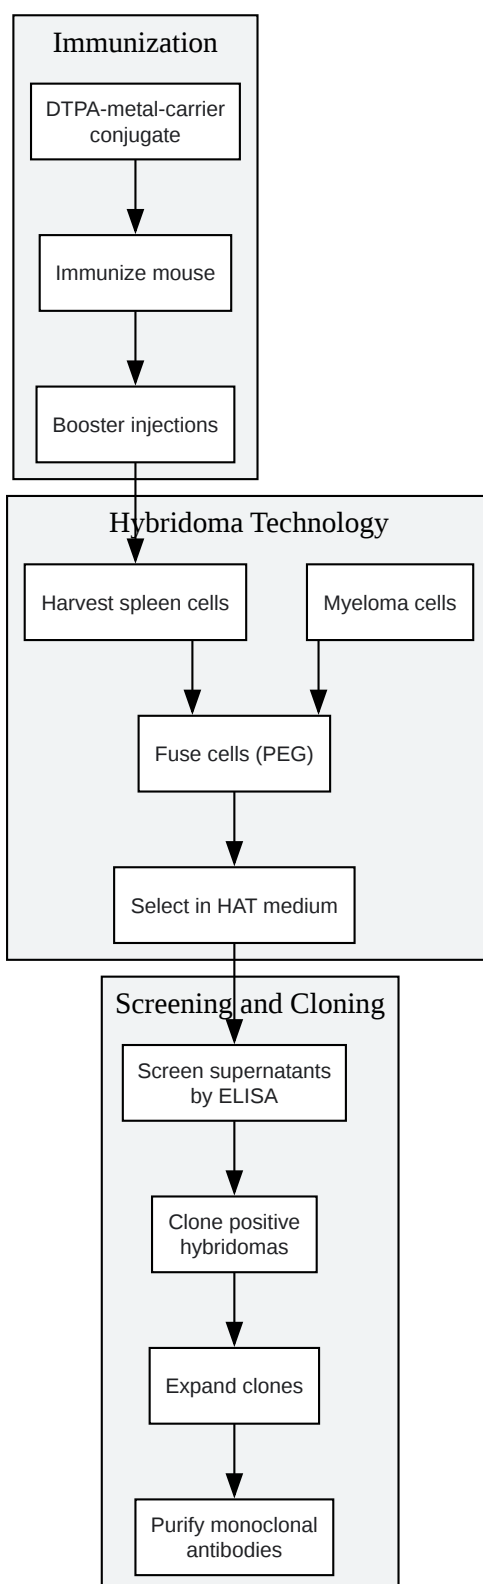 Immunization
DTPA-metal-carrier
conjugate
Immunize mouse
Booster injections
Hybridoma Technology
Harvest spleen cells
Myeloma cells
Fuse cells (PEG)
Select in HAT medium
Screening and Cloning
Screen supernatants
by ELISA
Clone positive
hybridomas
Expand clones
Purify monoclonal
antibodies